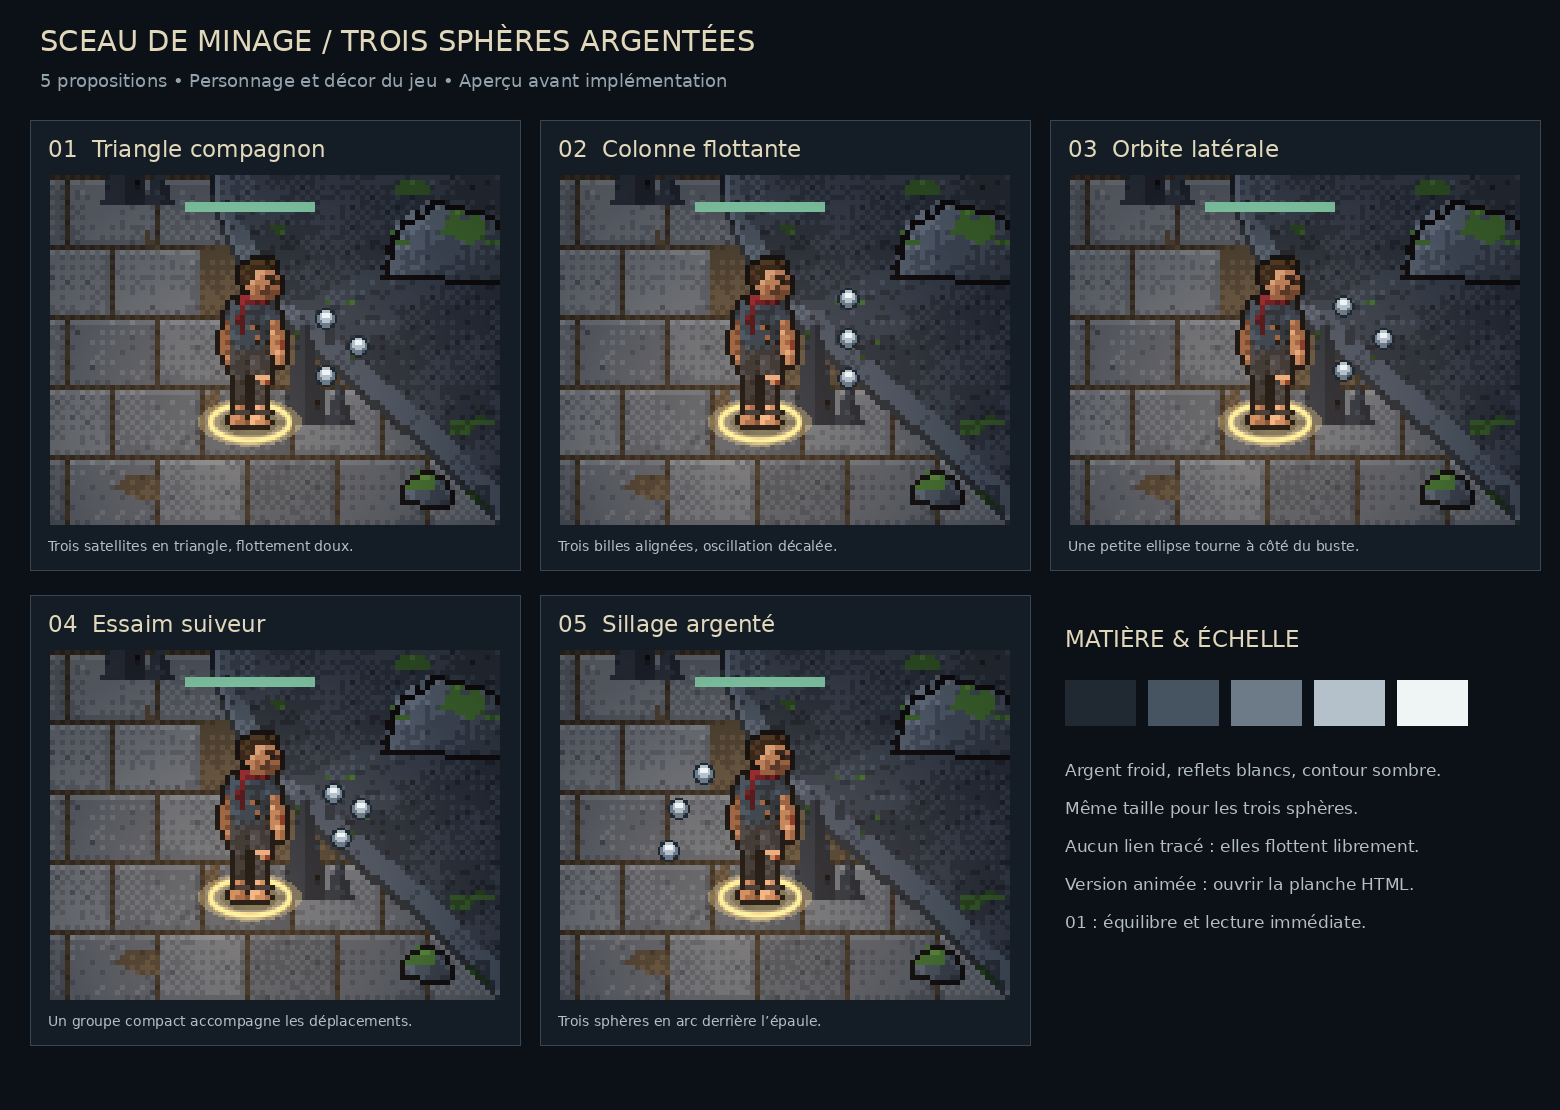 SCEAU DE MINAGE / TROIS SPHÈRES ARGENTÉES
5 propositions • Personnage et décor du jeu • Aperçu avant implémentation
01 Triangle compagnon
02 Colonne flottante
03 Orbite latérale
Trois satellites en triangle, flottement doux.
Trois billes alignées, oscillation décalée.
Une petite ellipse tourne à côté du buste.
04 Essaim suiveur
05 Sillage argenté
Un groupe compact accompagne les déplacements.
Trois sphères en arc derrière l’épaule.
MATIÈRE & ÉCHELLE
Argent froid, reflets blancs, contour sombre.
Même taille pour les trois sphères.
Aucun lien tracé : elles flottent librement.
Version animée : ouvrir la planche HTML.
01 : équilibre et lecture immédiate.